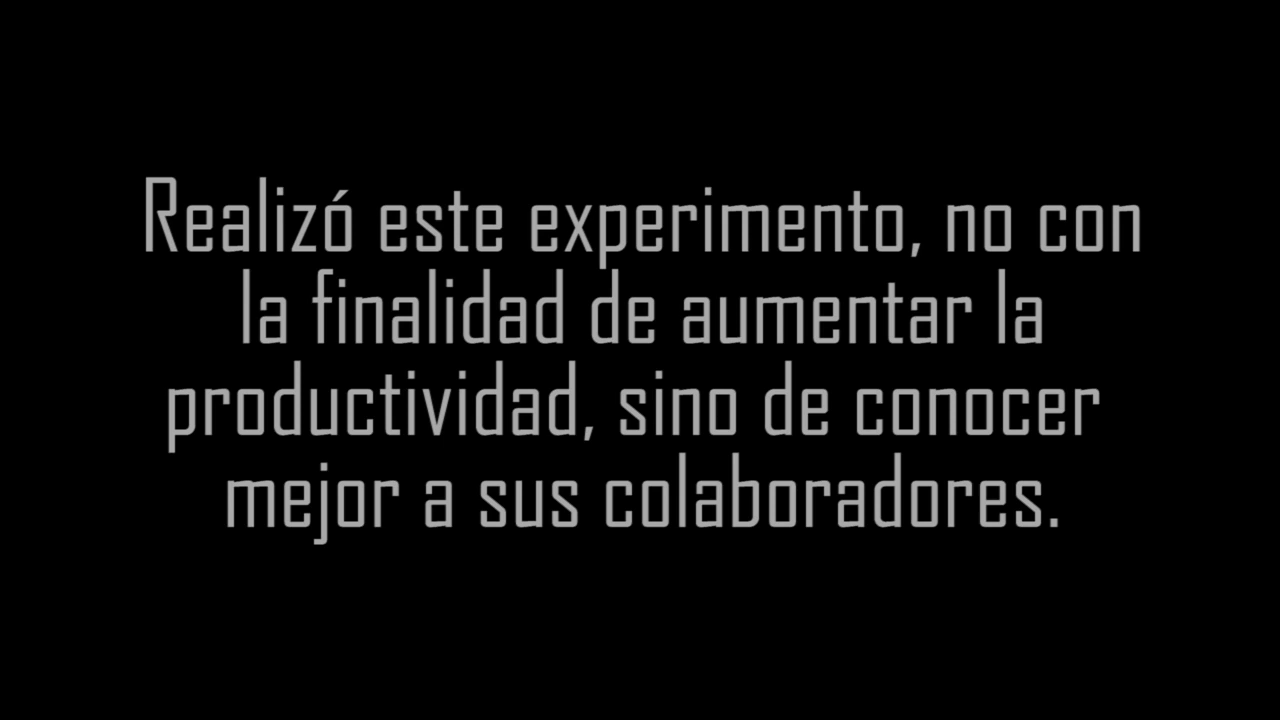 Realizó este experimento, no con
la finalidad de aumentar la
productividad, sino de conocer
mejor a sus colaboradores.